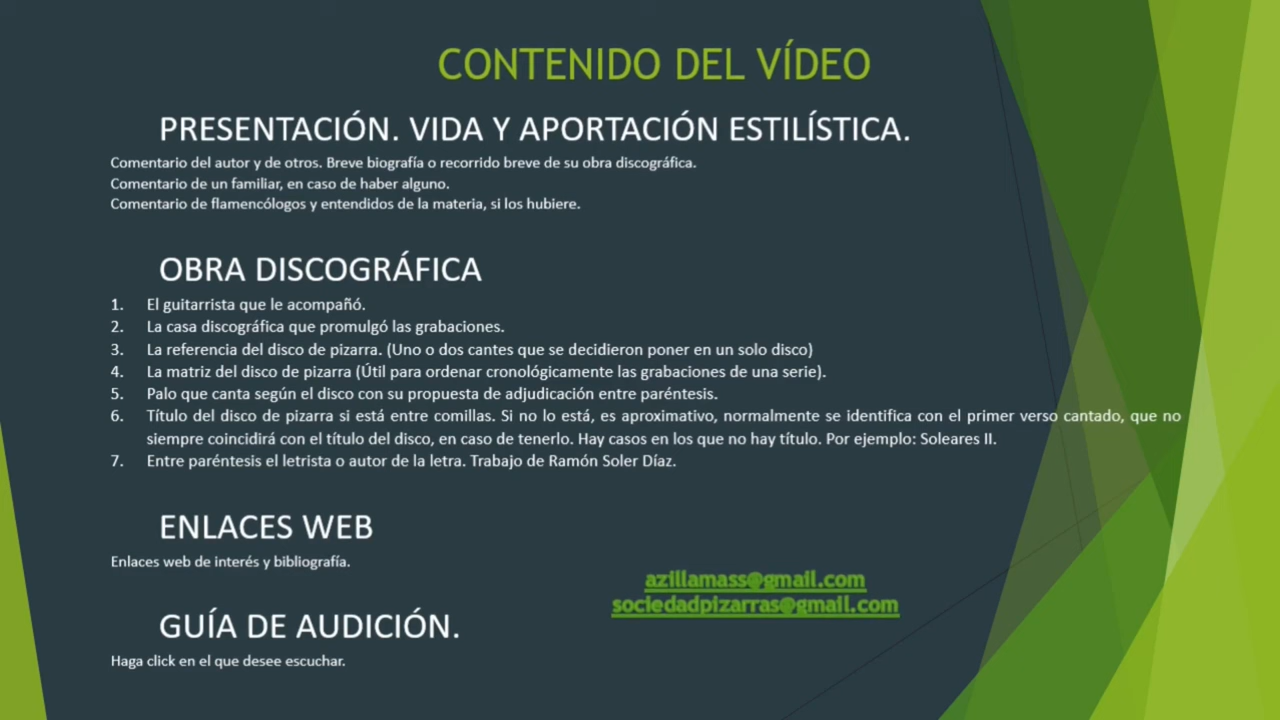 CONTENIDO DEL VÍDEO
PRESENTACIÓN. VIDA Y APORTACIÓN ESTILÍSTICA.
Comentario del autor y de otros. Breve biografía o recorrido breve de su obra discográfica.
Comentario de un familiar, en caso de haber alguno.
Comentario de flamencólogos y entendidos de la materia, si los hubiere.
OBRA DISCOGRÁFICA
1. El guitarrista que le acompañó.
2. La casa discográfica que promulgó las grabaciones.
3. La referencia del disco de pizarra. (Uno o dos cantes que se decidieron poner en un solo disco)
4. La matriz del disco de pizarra (Útil para ordenar cronológicamente las grabaciones de una serie).
5. Palo que canta según el disco con su propuesta de adjudicación entre paréntesis.
6. Título del disco de pizarra si está entre comillas. Si no lo está, es aproximativo, normalmente se identifica con el primer verso cantado, que no
siempre coincidirá con el título del disco, en caso de tenerlo. Hay casos en los que no hay título. Por ejemplo: Soleares II.
7. Entre paréntesis el letrista o autor de la letra. Trabajo de Ramón Soler Díaz.
ENLACES WEB
Enlaces web de interés y bibliografía.
azillamass@gmail.com
sociedadpizarras@gmail.com
GUÍA DE AUDICIÓN.
Haga click en el que desee escuchar.